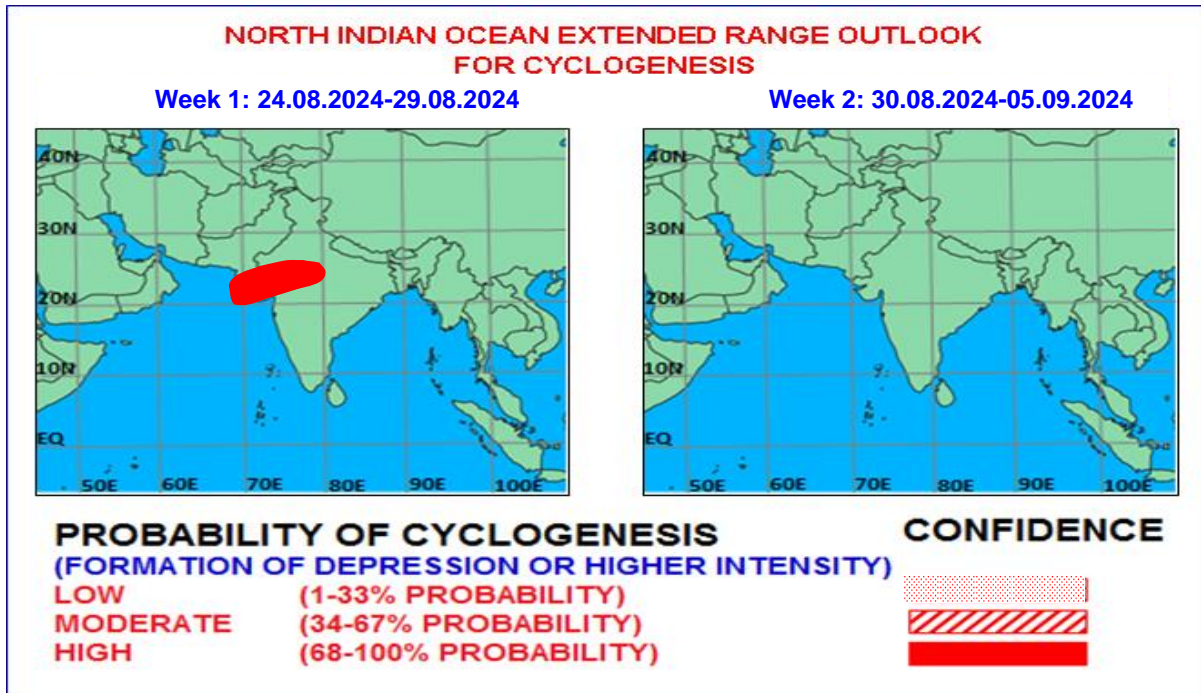 NORTH INDIAN OCEAN EXTENDED RANGE OUTLOOK
FOR CYCLOGENESIS
Week 1: 24.08.2024-29.08.2024
Week 2: 30.08.2024-05.09.2024
40N
30N
20N
10N
EQ
50E 60E 70E 80E 90E 100E
40N
30N
20N
10N
EQ
50E 60E 70E 80E 90E 100E
PROBABILITY OF CYCLOGENESIS
(FORMATION OF DEPRESSION OR HIGHER INTENSITY)
CONFIDENCE
LOW (1-33% PROBABILITY)
MODERATE (34-67% PROBABILITY)
HIGH (68-100% PROBABILITY)